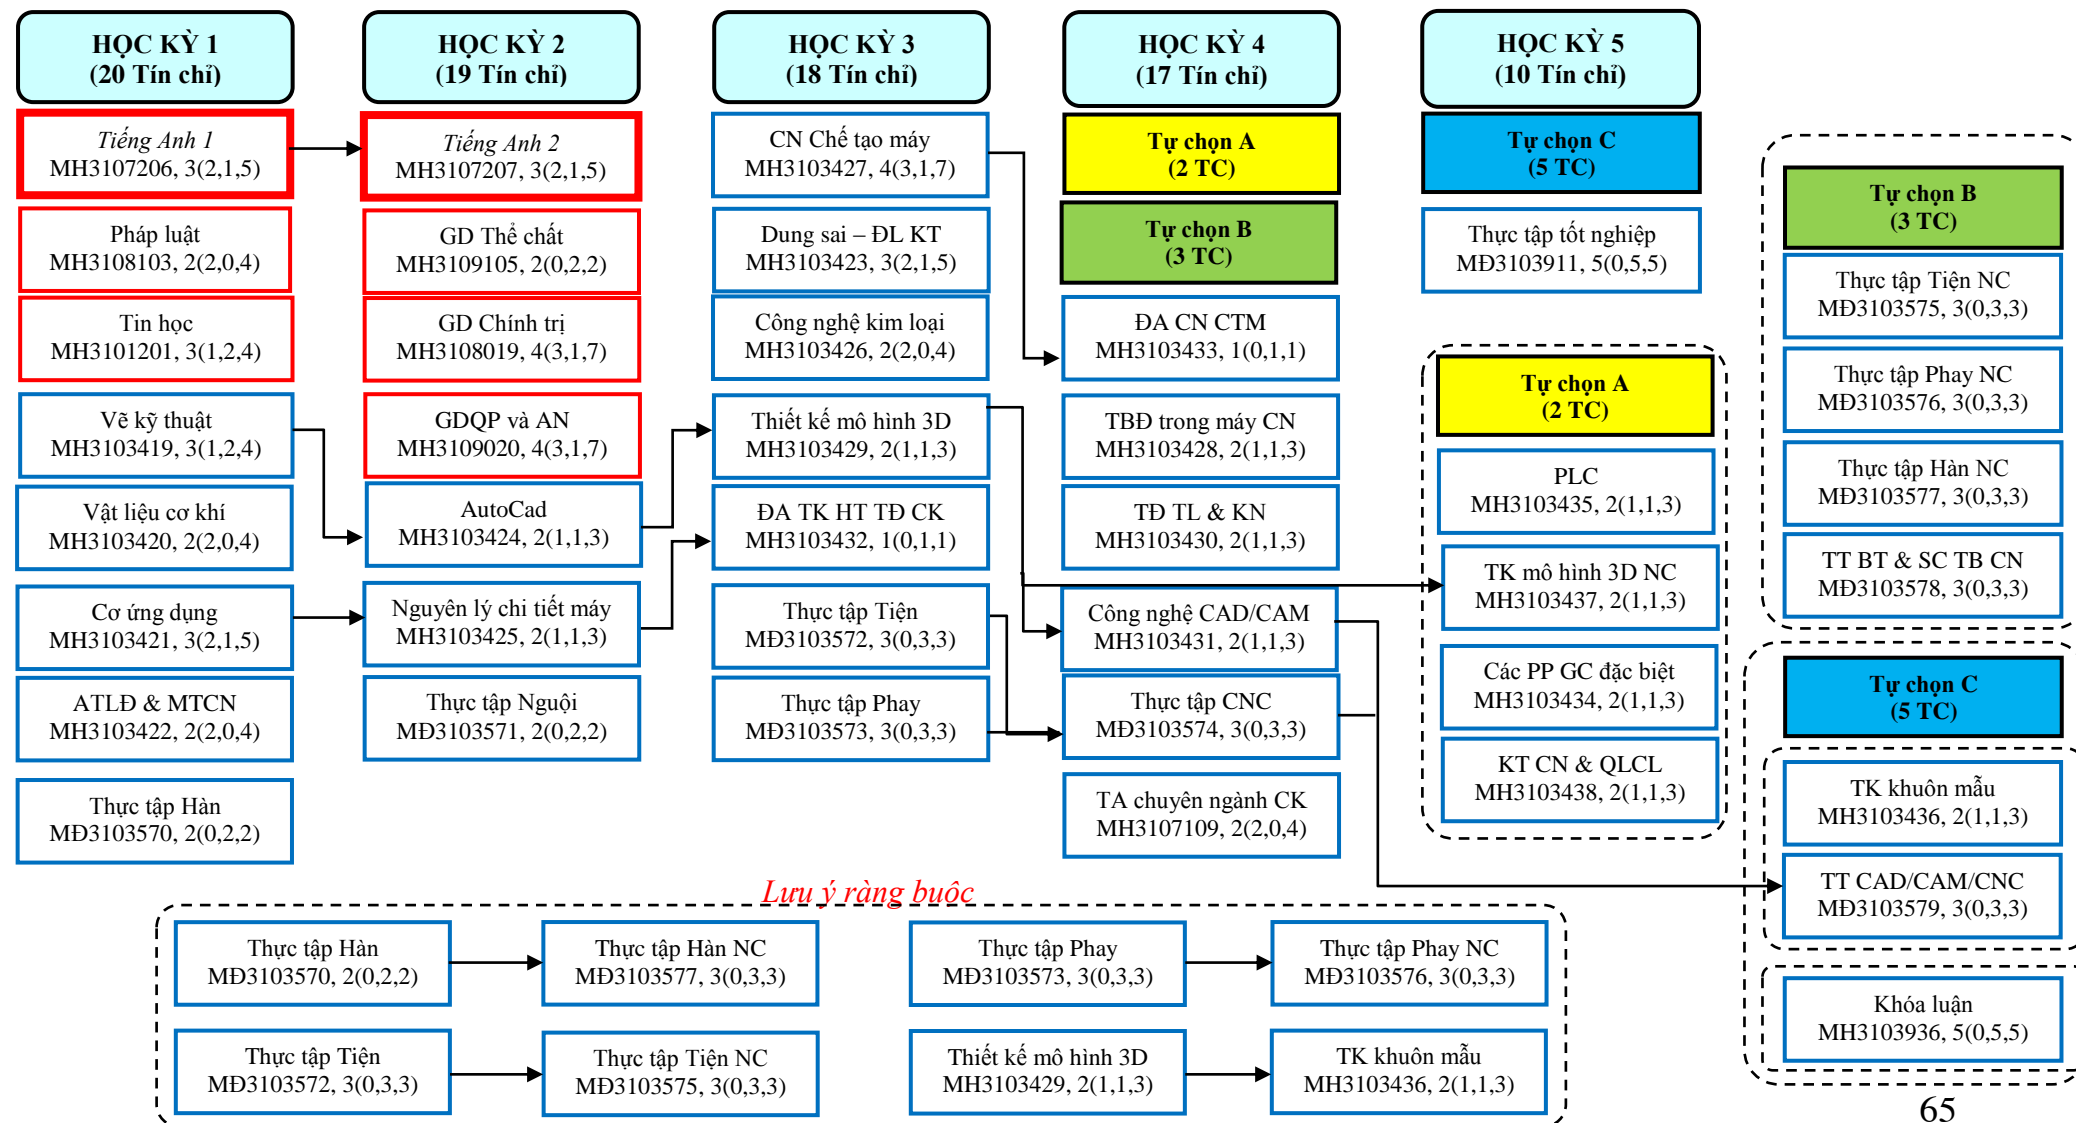 HỌC KỲ 1
(20 Tín chỉ)
Tiếng Anh 1
MH3107206, 3(2,1,5)
Pháp luật
MH3108103, 2(2,0,4)
Tin học
MH3101201, 3(1,2,4)
Vẽ kỹ thuật
MH3103419, 3(1,2,4)
Vật liệu cơ khí
MH3103420, 2(2,0,4)
Cơ ứng dụng
MH3103421, 3(2,1,5)
ATLĐ & MTCN
MH3103422, 2(2,0,4)
Thực tập Hàn
MĐ3103570, 2(0,2,2)
HỌC KỲ 2
(19 Tín chỉ)
Tiếng Anh 2
MH3107207, 3(2,1,5)
GD Thể chất
MH3109105, 2(0,2,2)
GD Chính trị
MH3108019, 4(3,1,7)
GDQP và AN
MH3109020, 4(3,1,7)
AutoCad
MH3103424, 2(1,1,3)
Nguyên lý chi tiết máy
MH3103425, 2(1,1,3)
Thực tập Nguội
MĐ3103571, 2(0,2,2)
HỌC KỲ 3
(18 Tín chỉ)
CN Chế tạo máy
MH3103427, 4(3,1,7)
Dung sai – ĐL KT
MH3103423, 3(2,1,5)
Công nghệ kim loại
MH3103426, 2(2,0,4)
Thiết kế mô hình 3D
MH3103429, 2(1,1,3)
ĐA TK HT TĐ CK
MH3103432, 1(0,1,1)
Thực tập Tiện
MĐ3103572, 3(0,3,3)
Thực tập Phay
MĐ3103573, 3(0,3,3)
HỌC KỲ 4
(17 Tín chỉ)
Tự chọn A
(2 TC)
Tự chọn B
(3 TC)
ĐA CN CTM
MH3103433, 1(0,1,1)
TBĐ trong máy CN
MH3103428, 2(1,1,3)
TĐ TL & KN
MH3103430, 2(1,1,3)
Công nghệ CAD/CAM
MH3103431, 2(1,1,3)
Thực tập CNC
MĐ3103574, 3(0,3,3)
TA chuyên ngành CK
MH3107109, 2(2,0,4)
HỌC KỲ 5
(10 Tín chỉ)
Tự chọn C
(5 TC)
Thực tập tốt nghiệp
MĐ3103911, 5(0,5,5)
Tự chọn A
(2 TC)
PLC
MH3103435, 2(1,1,3)
TK mô hình 3D NC
MH3103437, 2(1,1,3)
Các PP GC đặc biệt
MH3103434, 2(1,1,3)
KT CN & QLCL
MH3103438, 2(1,1,3)
Tự chọn B
(3 TC)
Thực tập Tiện NC
MĐ3103575, 3(0,3,3)
Thực tập Phay NC
MĐ3103576, 3(0,3,3)
Thực tập Hàn NC
MĐ3103577, 3(0,3,3)
TT BT & SC TB CN
MĐ3103578, 3(0,3,3)
Tự chọn C
(5 TC)
TK khuôn mẫu
MH3103436, 2(1,1,3)
TT CAD/CAM/CNC
MĐ3103579, 3(0,3,3)
Khóa luận
MH3103936, 5(0,5,5)
Lưu ý ràng buôc
Thực tập Hàn
MĐ3103570, 2(0,2,2)
Thực tập Hàn NC
MĐ3103577, 3(0,3,3)
Thực tập Phay
MĐ3103573, 3(0,3,3)
Thực tập Phay NC
MĐ3103576, 3(0,3,3)
Thực tập Tiện
MĐ3103572, 3(0,3,3)
Thực tập Tiện NC
MĐ3103575, 3(0,3,3)
Thiết kế mô hình 3D
MH3103429, 2(1,1,3)
TK khuôn mẫu
MH3103436, 2(1,1,3)
65